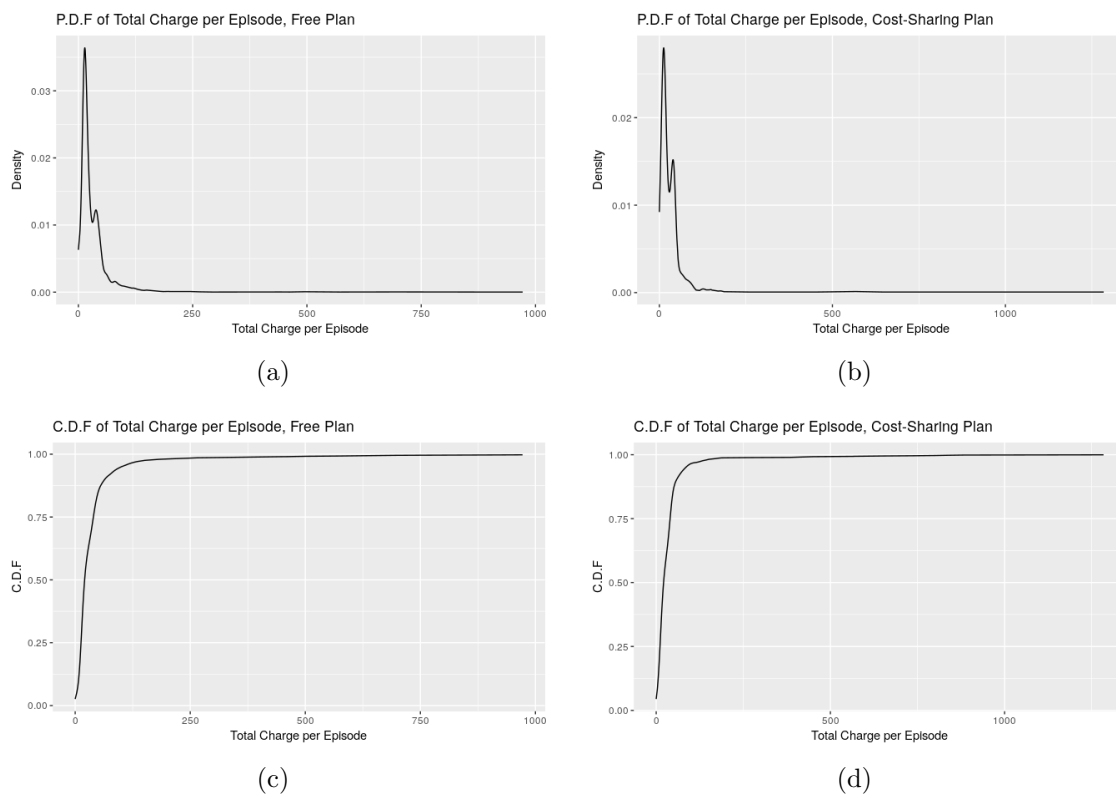 P.D.F of Total Charge per Episode, Free Plan
Density
0.03
0.02
0.01
0.00
0 250 500 750 1000
Total Charge per Episode
(a)
P.D.F of Total Charge per Episode, Cost-Sharing Plan
Density
0.02
0.01
0.00
0 500 1000
Total Charge per Episode
(b)
C.D.F of Total Charge per Episode, Free Plan
C.D.F
1.00
0.75
0.50
0.25
0.00
0 250 500 750 1000
Total Charge per Episode
(c)
C.D.F of Total Charge per Episode, Cost-Sharing Plan
C.D.F
1.00
0.75
0.50
0.25
0.00
0 500 1000
Total Charge per Episode
(d)